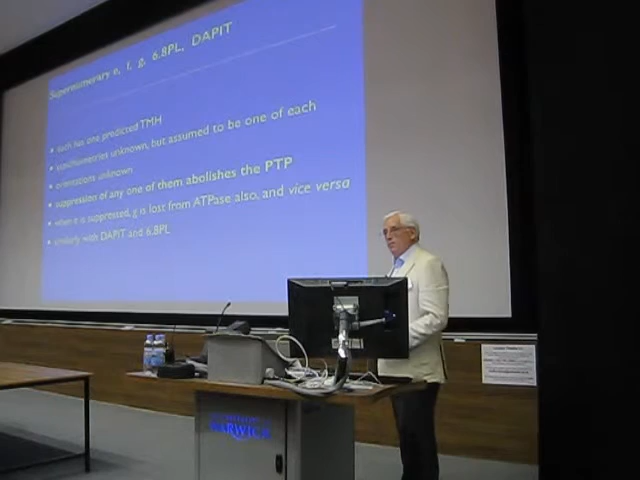 Supernumerary e, f, g, 6.8PL, DAPIT
• each has one predicted TMH
• stoichiometries unknown, but assumed to be one of each
• orientations unknown
• suppression of any one of them abolishes the PTP
• when e is suppressed, g is lost from ATPase also, and vice versa
• similarly with DAPIT and 6.8PL
WARWICK